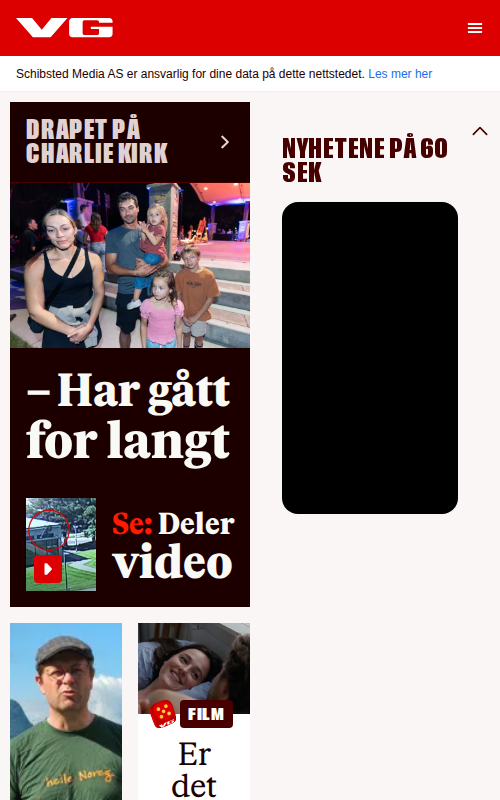 VG
Schibsted Media AS er ansvarlig for dine data på dette nettstedet. Les mer her
DRAPET PÅ
CHARLIE KIRK
– Har gått
for langt
Se: Deler
video
NYHETENE PÅ 60
SEK
heile Noreg
VG
FILM
Er
det